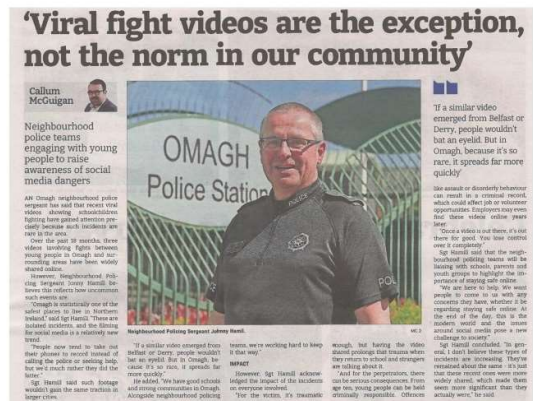 ‘Viral fight videos are the exception,
not the norm in our community’
Callum
McGuigan
Neighbourhood
police teams
engaging with young
people to raise
awareness of social
media dangers
AN Omagh neighbourhood police
sergeant has said that recent viral
videos showing schoolchildren
fighting have gained attention pre-
cisely because such incidents are
rare in the area.
Over the past 18 months, three
videos involving fights between
young people in Omagh and sur-
rounding areas have been widely
shared online.
However, Neighbourhood Poli-
cing Sergeant Jonny Hamill be-
lieves this reflects how uncommon
such events are.
“Omagh is statistically one of the
safest places to live in Northern
Ireland,” said Sgt Hamill. “These are
isolated incidents, and the filming
for social media is a relatively new
trend.
“People now tend to take out
their phones to record instead of
calling the police or seeking help,
but we'd much rather they did the
latter.”
Sgt Hamill said such footage
wouldn't gain the same traction in
larger cities.
OMAGH
Police Station
POLICE
POL
Neighbourhood Policing Sergeant Hamill.
MC 3
“If a similar video emerged from
Belfast or Derry, people wouldn't
bat an eyelid. But in Omagh, be-
cause it's so rare, it spreads far
more quickly.”
He added, “We have good schools
and strong communities in Omagh.
Alongside neighbourhood policing
teams, we're working hard to keep
it that way.”
IMPACT
However, Sgt Hamill acknow-
ledged the impact of the incidents
on everyone involved.
“For the victim, it's traumatic
enough, but having the video
shared prolongs that trauma when
they return to school and strangers
are talking about it.
“And for the perpetrators, there
can be serious consequences. From
age ten, young people can be held
criminally responsible. Offences
‘If a similar video
emerged from Belfast or
Derry, people wouldn't
bat an eyelid. But in
Omagh, because it's so
rare, it spreads far more
quickly’
like assault or disorderly behaviour
can result in a criminal record,
which could affect job or volunteer
opportunities. Employers may even
find these videos online years
later.
“Once a video is out there, it's out
there for good. You lose control
over it completely.”
Sgt Hamill said that the neigh-
bourhood policing teams will be
liaising with schools, parents and
youth groups to highlight the im-
portance of staying safe online.
“We are here to help. We want
people to come to us with any
concerns they have, whether it be
regarding staying safe online. At
the end of the day, this is the
modern world and the issues
around social media pose a new
challenge to society.”
Sgt Hamill concluded, “In gen-
eral, I don't believe these types of
incidents are increasing. They've
remained about the same - it's just
that these recent ones were more
widely shared, which made them
seem more significant than they
actually were,” he said.